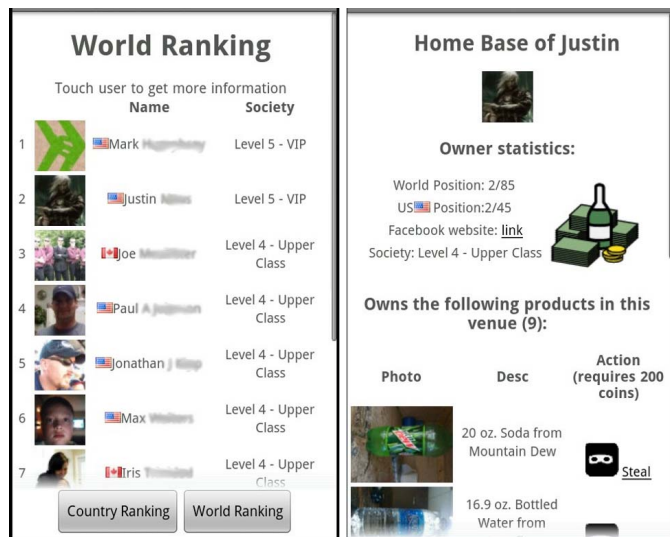 World Ranking
Touch user to get more information
Name Society
1 Mark Level 5 - VIP
2 Justin Level 5 - VIP
3 Joe Level 4 - Upper
Class
4 Paul A Level 4 - Upper
Class
5 Jonathan J Level 4 - Upper
Class
6 Max Level 4 - Upper
Class
7 Iris Level 4 - Upper
Class
Country Ranking World Ranking
Home Base of Justin
Owner statistics:
World Position: 2/85
US Position:2/45
Facebook website: link
Society: Level 4 - Upper Class
Owns the following products in this
venue (9):
Photo Desc Action
(requires 200
coins)
20 oz. Soda from
Mountain Dew
Steal
16.9 oz. Bottled
Water from